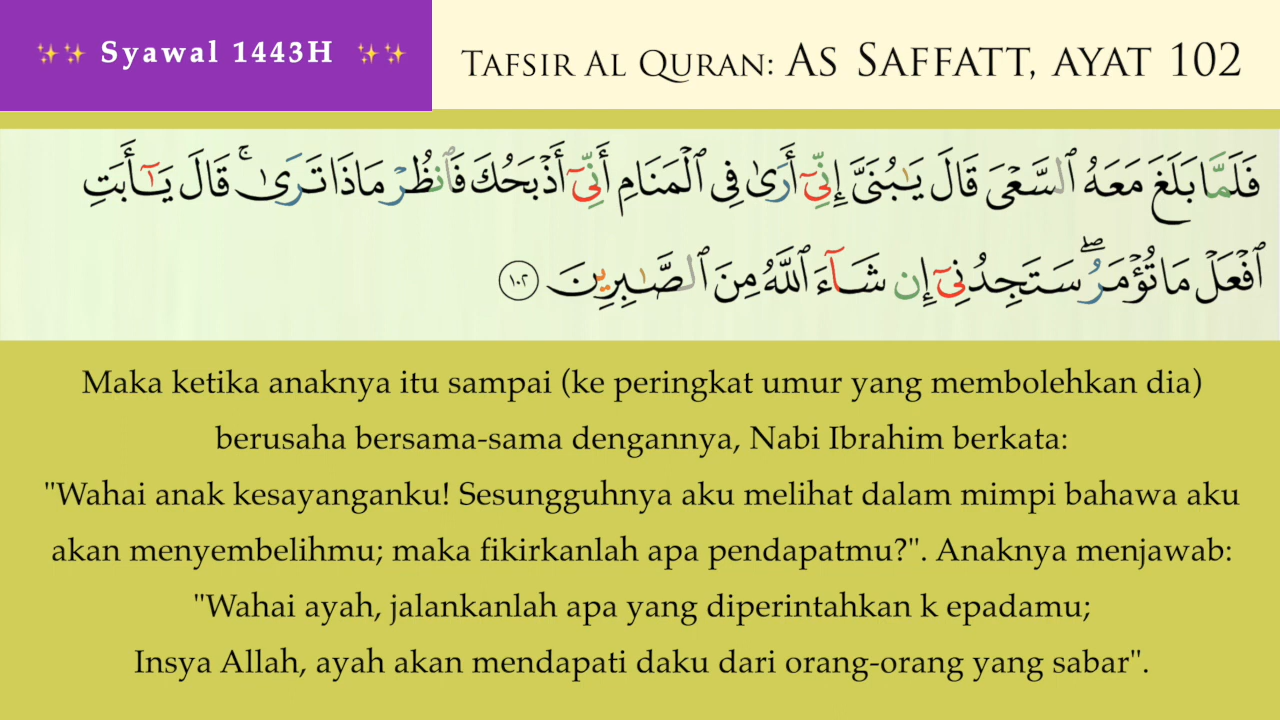 ✨✨ Syawal 1443H ✨✨
TAFSIR AL QURAN: AS SAFFATT, AYAT 102
فَلَمَّا بَلَغَ مَعَهُ ٱلسَّعْىَ قَالَ يَـٰبُنَىَّ إِنِّىٓ أَرَىٰ فِى ٱلْمَنَامِ أَنِّىٓ أَذْبَحُكَ فَٱنظُرْ مَاذَا تَرَىٰ ۚ قَالَ يَـٰٓأَبَتِ
ٱفْعَلْ مَا تُؤْمَرُ ۖ سَتَجِدُنِىٓ إِن شَآءَ ٱللَّهُ مِنَ ٱلصَّـٰبِرِينَ ١٠٢
Maka ketika anaknya itu sampai (ke peringkat umur yang membolehkan dia)
berusaha bersama-sama dengannya, Nabi Ibrahim berkata:
"Wahai anak kesayanganku! Sesungguhnya aku melihat dalam mimpi bahawa aku
akan menyembelihmu; maka fikirkanlah apa pendapatmu?". Anaknya menjawab:
"Wahai ayah, jalankanlah apa yang diperintahkan k epadamu;
Insya Allah, ayah akan mendapati daku dari orang-orang yang sabar".